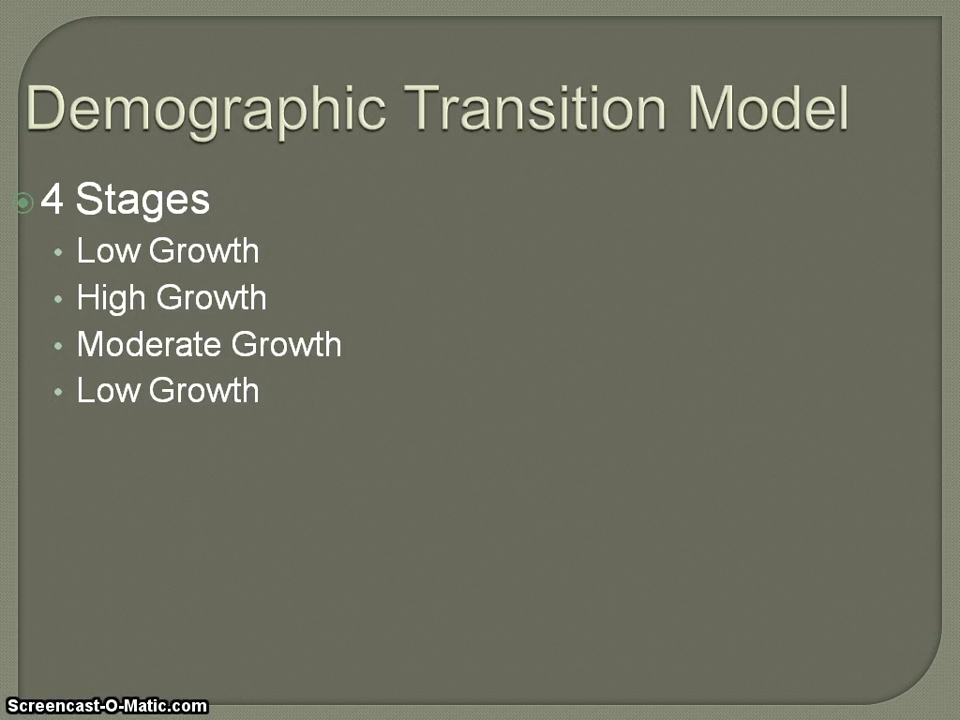 Demographic Transition Model
4 Stages
Low Growth
High Growth
Moderate Growth
Low Growth
Screencast-O-Matic.com